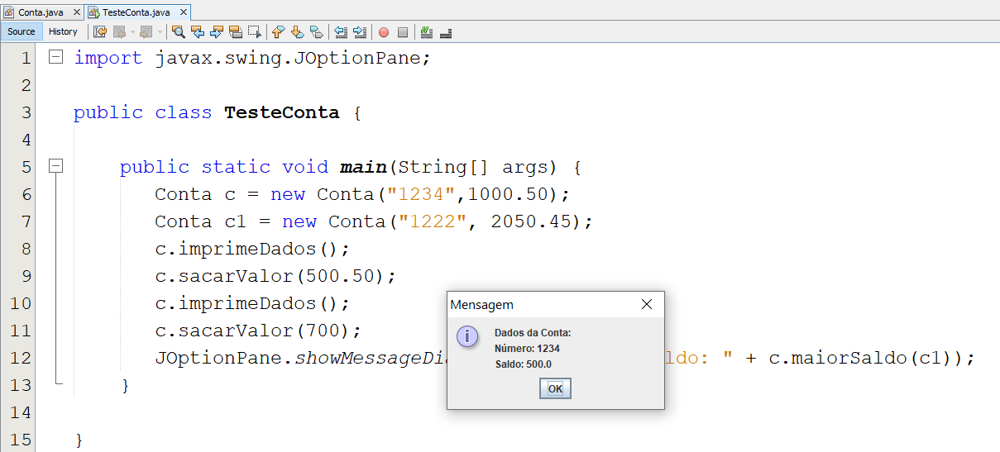 Conta.java TesteConta.java
Source History
1 import javax.swing.JOptionPane;
2
3 public class TesteConta {
4
5 public static void main(String[] args) {
6 Conta c = new Conta("1234",1000.50);
7 Conta c1 = new Conta("1222", 2050.45);
8 c.imprimeDados();
9 c.sacarValor(500.50);
10 c.imprimeDados();
11 c.sacarValor(700);
12 JOptionPane.showMessageDi ldo: " + c.maiorSaldo(c1));
13 }
14
15 }
Mensagem
Dados da Conta:
Número: 1234
Saldo: 500.0
OK